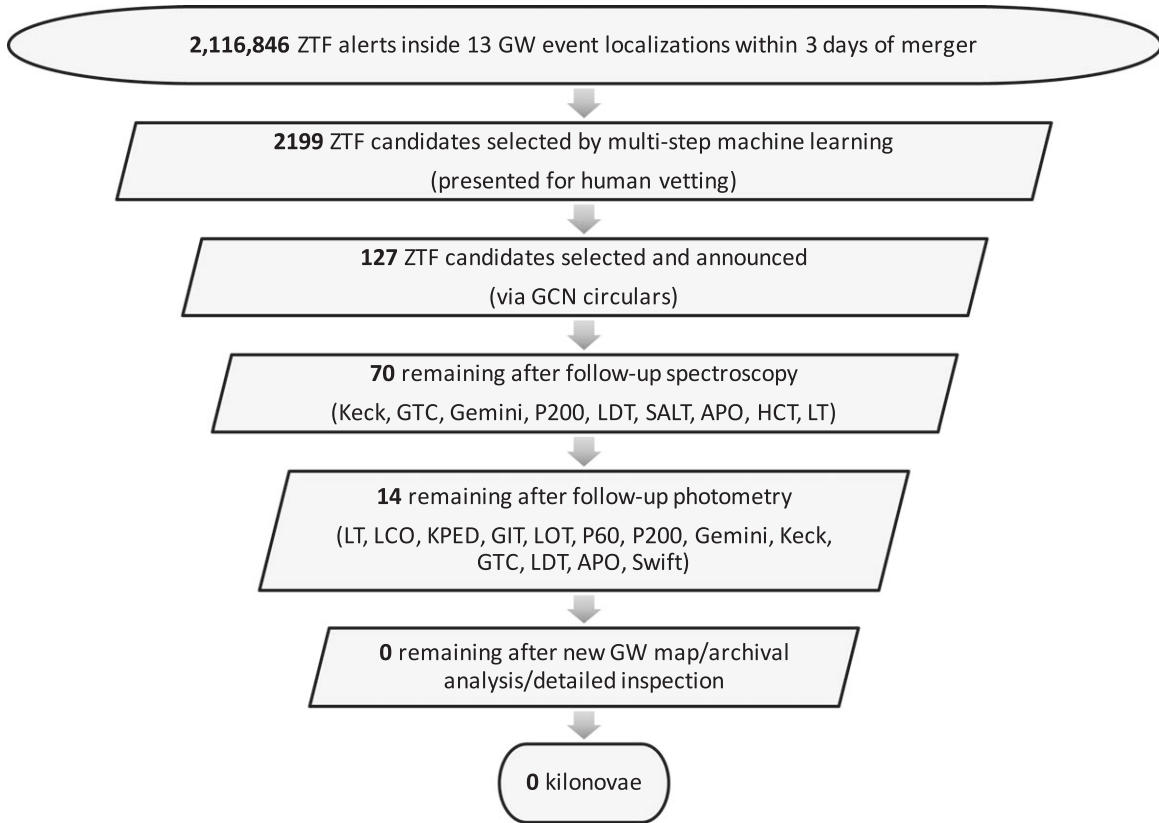 2,116,846 ZTF alerts inside 13 GW event localizations within 3 days of merger
2199 ZTF candidates selected by multi-step machine learning
(presented for human vetting)
127 ZTF candidates selected and announced
(via GCN circulars)
70 remaining after follow-up spectroscopy
(Keck, GTC, Gemini, P200, LDT, SALT, APO, HCT, LT)
14 remaining after follow-up photometry
(LT, LCO, KPED, GIT, LOT, P60, P200, Gemini, Keck,
GTC, LDT, APO, Swift)
0 remaining after new GW map/archival
analysis/detailed inspection
0 kilonovae